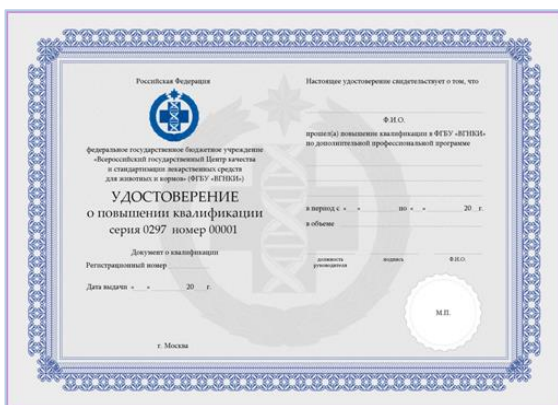 Российская Федерация
федеральное государственное бюджетное учреждение
«Всероссийский государственный Центр качества
и стандартизации лекарственных средств
для животных и кормов» (ФГБУ «ВГНКИ»)
УДОСТОВЕРЕНИЕ
о повышении квалификации
серия 0297 номер 00001
Документ о квалификации
Регистрационный номер
Дата выдачи « » 20 г.
г. Москва
Настоящее удостоверение свидетельствует о том, что
Ф.И.О.
прошел(а) повышение квалификации в ФГБУ «ВГНКИ»
по дополнительной профессиональной программе
в период с « » по « » 20 г.
в объеме
должность подпись Ф.И.О.
руководителя
М.П.